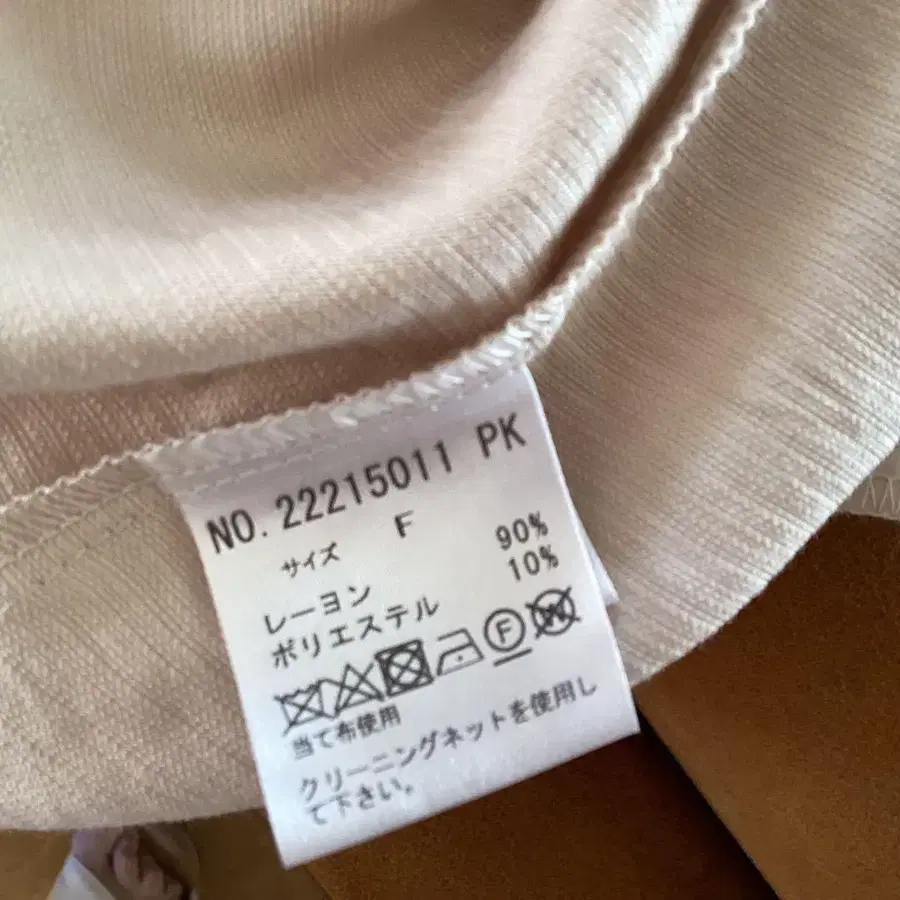 NO. 22215011 PK
サイズ F
レーヨン 90%
ポリエステル 10%
F W
当て布使用
クリーニングネットを使用し
て下さい。